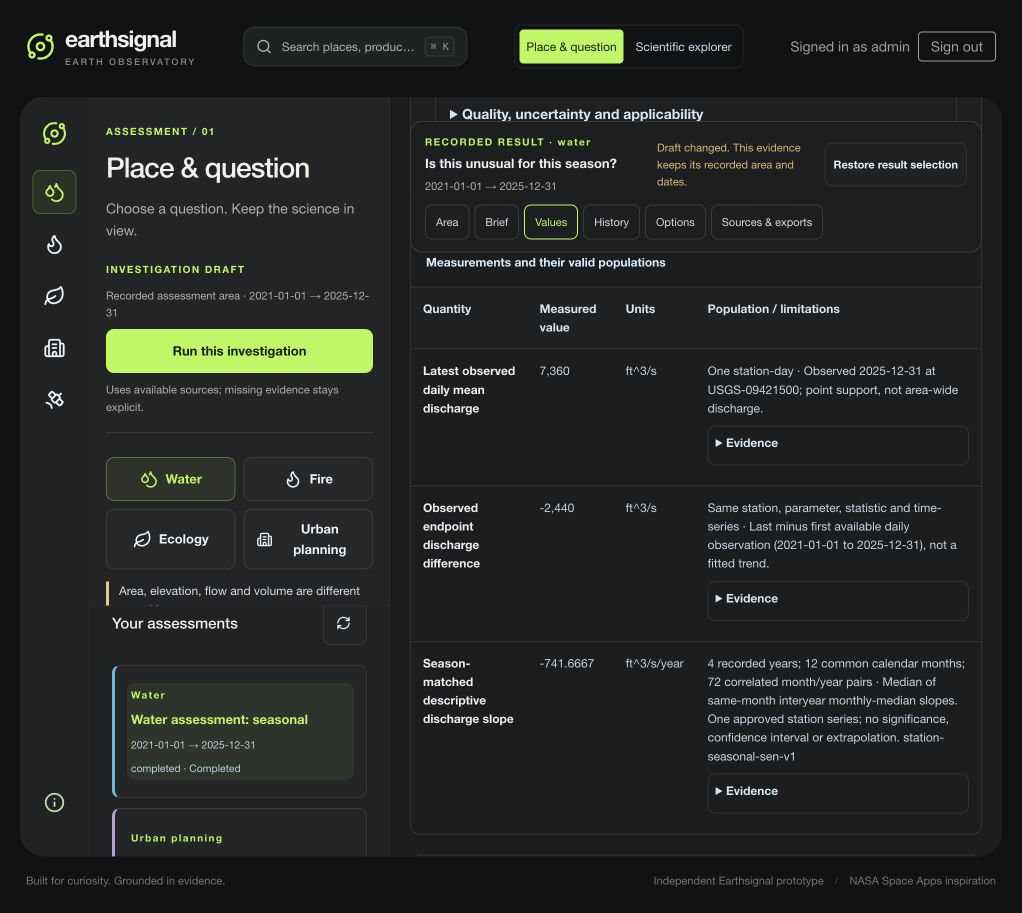 earthsignal
EARTH OBSERVATORY
Search places, produc...
⌘ K
Place & question
Scientific explorer
Signed in as admin
Sign out
ASSESSMENT / 01
Place & question
Choose a question. Keep the science in
view.
INVESTIGATION DRAFT
Recorded assessment area · 2021-01-01 → 2025-12-
31
Run this investigation
Uses available sources; missing evidence stays
explicit.
Water
Fire
Ecology
Urban
planning
Area, elevation, flow and volume are different
Your assessments
Water
Water assessment: seasonal
2021-01-01 → 2025-12-31
completed · Completed
Urban planning
Quality, uncertainty and applicability
RECORDED RESULT · water
Is this unusual for this season?
2021-01-01 → 2025-12-31
Draft changed. This evidence
keeps its recorded area and
dates.
Restore result selection
Area
Brief
Values
History
Options
Sources & exports
Measurements and their valid populations
Quantity
Measured
value
Units
Population / limitations
Latest observed
daily mean
discharge
7,360
ft^3/s
One station-day · Observed 2025-12-31 at
USGS-09421500; point support, not area-wide
discharge.
Evidence
Observed
endpoint
discharge
difference
-2,440
ft^3/s
Same station, parameter, statistic and time-
series · Last minus first available daily
observation (2021-01-01 to 2025-12-31), not a
fitted trend.
Evidence
Season-
matched
descriptive
discharge slope
-741.6667
ft^3/s/year
4 recorded years; 12 common calendar months;
72 correlated month/year pairs · Median of
same-month interyear monthly-median slopes.
One approved station series; no significance,
confidence interval or extrapolation. station-
seasonal-sen-v1
Evidence
Built for curiosity. Grounded in evidence.
Independent Earthsignal prototype / NASA Space Apps inspiration